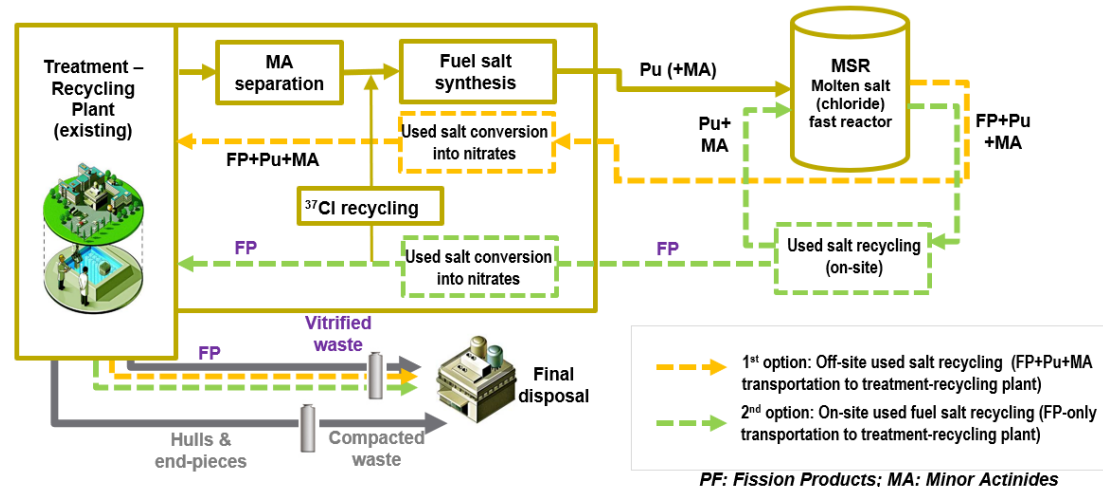 Treatment –
Recycling
Plant
(existing)
MA
separation
Fuel salt
synthesis
Pu (+MA)
MSR
Molten salt
(chloride)
fast reactor
Used salt conversion
into nitrates
FP+Pu+MA
Pu+
MA
FP+Pu
+MA
³⁷Cl recycling
FP
Used salt conversion
into nitrates
FP
Used salt recycling
(on-site)
Vitrified
waste
FP
Final
disposal
Hulls &
end-pieces
Compacted
waste
1st option: Off-site used salt recycling (FP+Pu+MA
transportation to treatment-recycling plant)
2nd option: On-site used fuel salt recycling (FP-only
transportation to treatment-recycling plant)
PF: Fission Products; MA: Minor Actinides